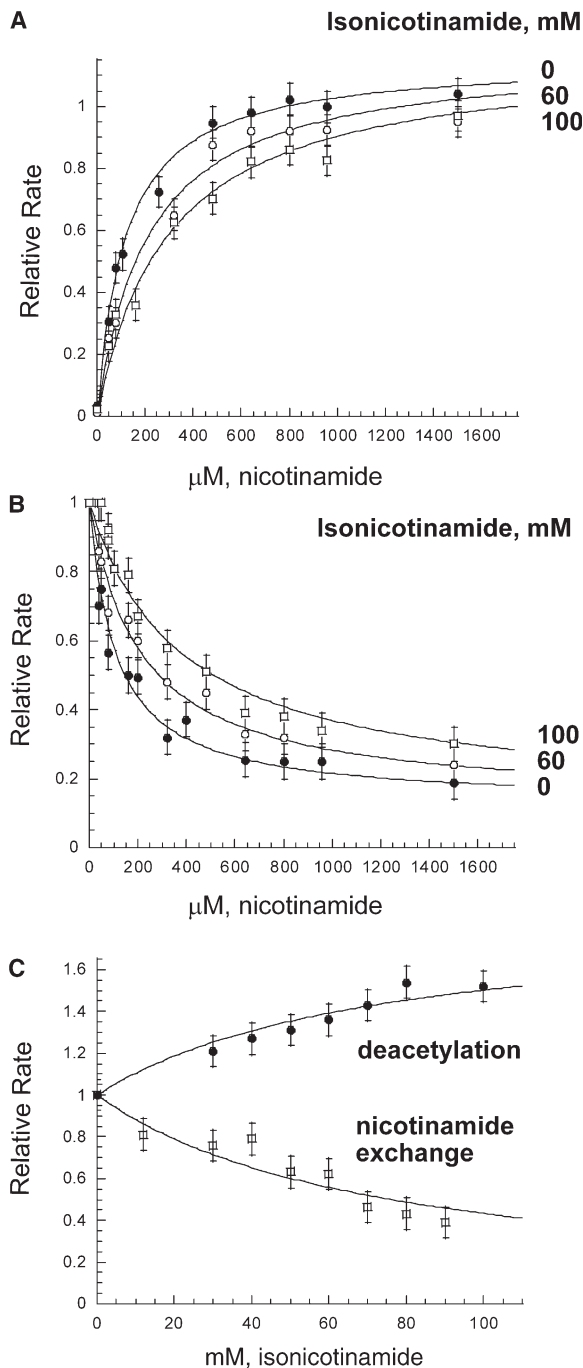 A
Isonicotinamide, mM
0
60
100
1
0.8
0.6
0.4
0.2
0
Relative Rate
0 200 400 600 800 1000 1200 1400 1600
μM, nicotinamide
B
Isonicotinamide, mM
1
0.8
0.6
0.4
0.2
0
Relative Rate
100
60
0
0 200 400 600 800 1000 1200 1400 1600
μM, nicotinamide
C
1.6
1.4
1.2
1
0.8
0.6
0.4
0.2
0
Relative Rate
deacetylation
nicotinamide
exchange
0 20 40 60 80 100
mM, isonicotinamide